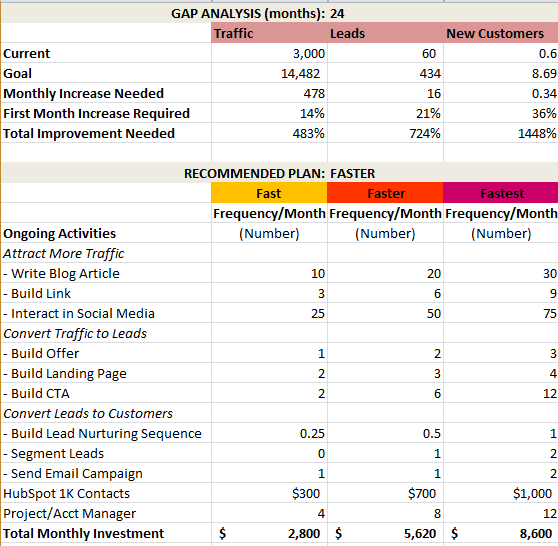 GAP ANALYSIS (months): 24
Traffic Leads New Customers
Current 3,000 60 0.6
Goal 14,482 434 8.69
Monthly Increase Needed 478 16 0.34
First Month Increase Required 14% 21% 36%
Total Improvement Needed 483% 724% 1448%
RECOMMENDED PLAN: FASTER
Fast Faster Fastest
Frequency/Month Frequency/Month Frequency/Month
Ongoing Activities (Number) (Number) (Number)
Attract More Traffic
- Write Blog Article 10 20 30
- Build Link 3 6 9
- Interact in Social Media 25 50 75
Convert Traffic to Leads
- Build Offer 1 2 3
- Build Landing Page 2 3 4
- Build CTA 2 6 12
Convert Leads to Customers
- Build Lead Nurturing Sequence 0.25 0.5 1
- Segment Leads 0 1 2
- Send Email Campaign 1 1 2
HubSpot 1K Contacts $300 $700 $1,000
Project/Acct Manager 4 8 12
Total Monthly Investment $ 2,800 $ 5,620 $ 8,600